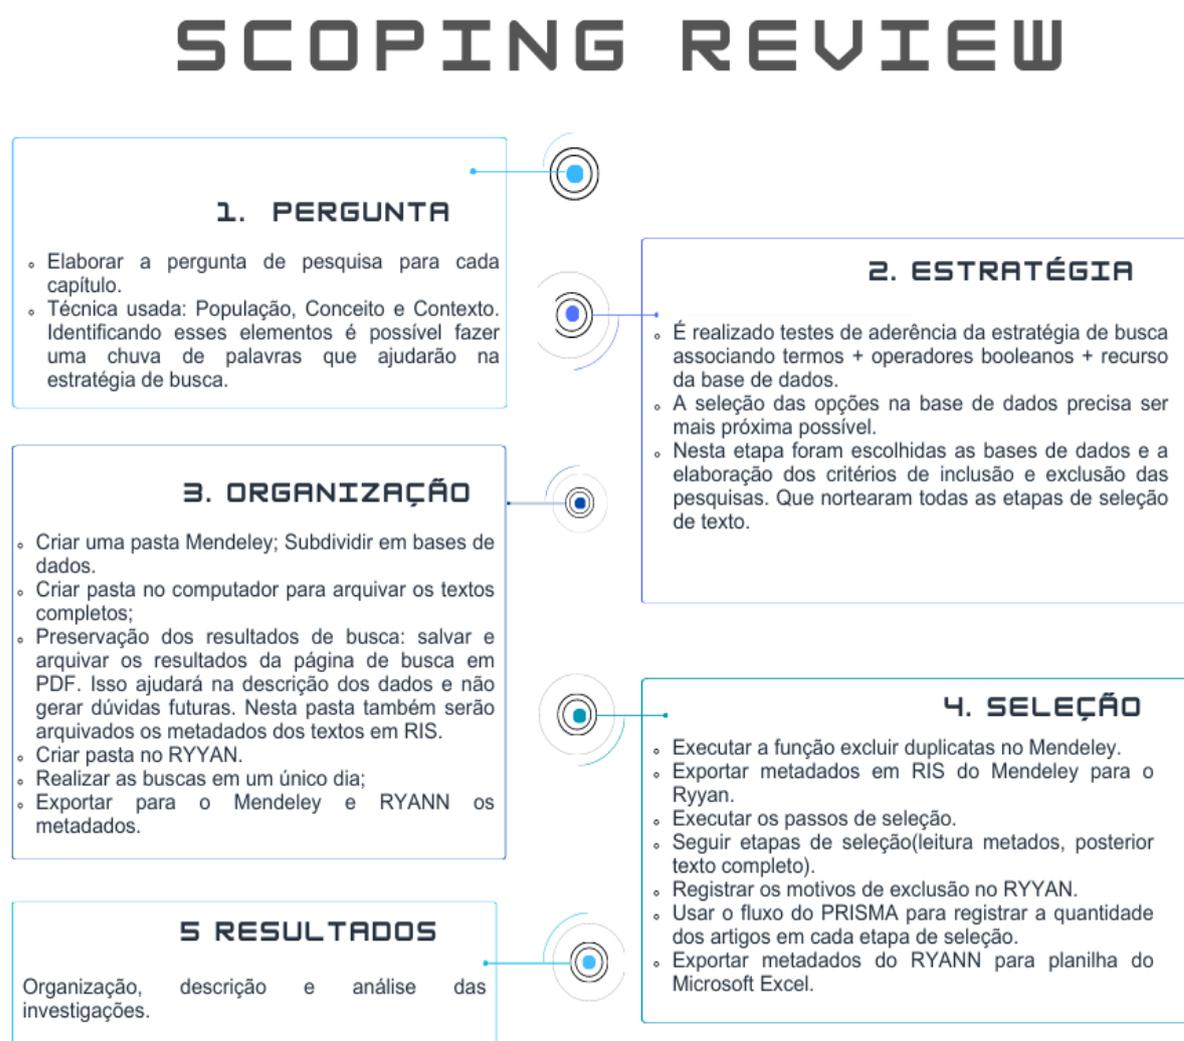 SCOPING REVIEW
1. PERGUNTA
Elaborar a pergunta de pesquisa para cada
capítulo.
Técnica usada: População, Conceito e Contexto.
Identificando esses elementos é possível fazer
uma chuva de palavras que ajudarão na
estratégia de busca.
2. ESTRATÉGIA
É realizado testes de aderência da estratégia de busca
associando termos + operadores booleanos + recurso
da base de dados.
A seleção das opções na base de dados precisa ser
mais próxima possível.
Nesta etapa foram escolhidas as bases de dados e a
elaboração dos critérios de inclusão e exclusão das
pesquisas. Que nortearam todas as etapas de seleção
de texto.
3. ORGANIZAÇÃO
Criar uma pasta Mendeley; Subdividir em bases de
dados.
Criar pasta no computador para arquivar os textos
completos;
Preservação dos resultados de busca: salvar e
arquivar os resultados da página de busca em
PDF. Isso ajudará na descrição dos dados e não
gerar dúvidas futuras. Nesta pasta também serão
arquivados os metadados dos textos em RIS.
Criar pasta no RYYAN.
Realizar as buscas em um único dia;
Exportar para o Mendeley e RYANN os
metadados.
4. SELEÇÃO
Executar a função excluir duplicatas no Mendeley.
Exportar metadados em RIS do Mendeley para o
Ryyan.
Executar os passos de seleção.
Seguir etapas de seleção(leitura metados, posterior
texto completo).
Registrar os motivos de exclusão no RYYAN.
Usar o fluxo do PRISMA para registrar a quantidade
dos artigos em cada etapa de seleção.
Exportar metadados do RYANN para planilha do
Microsoft Excel.
5 RESULTADOS
Organização, descrição e análise das
investigações.